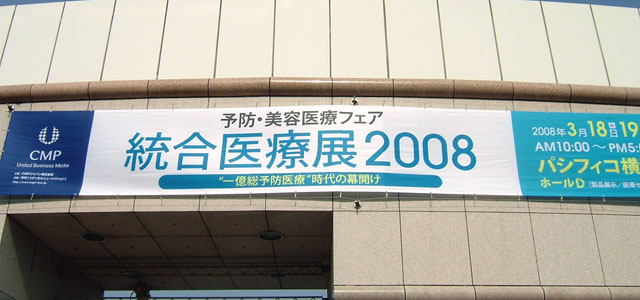 CMP
United Business Media
予防・美容医療フェア
統合医療展2008
"一億総予防医療"時代の幕開け
2008年3月18日 19
AM10:00〜PM5:
パシフィコ横
ホールD